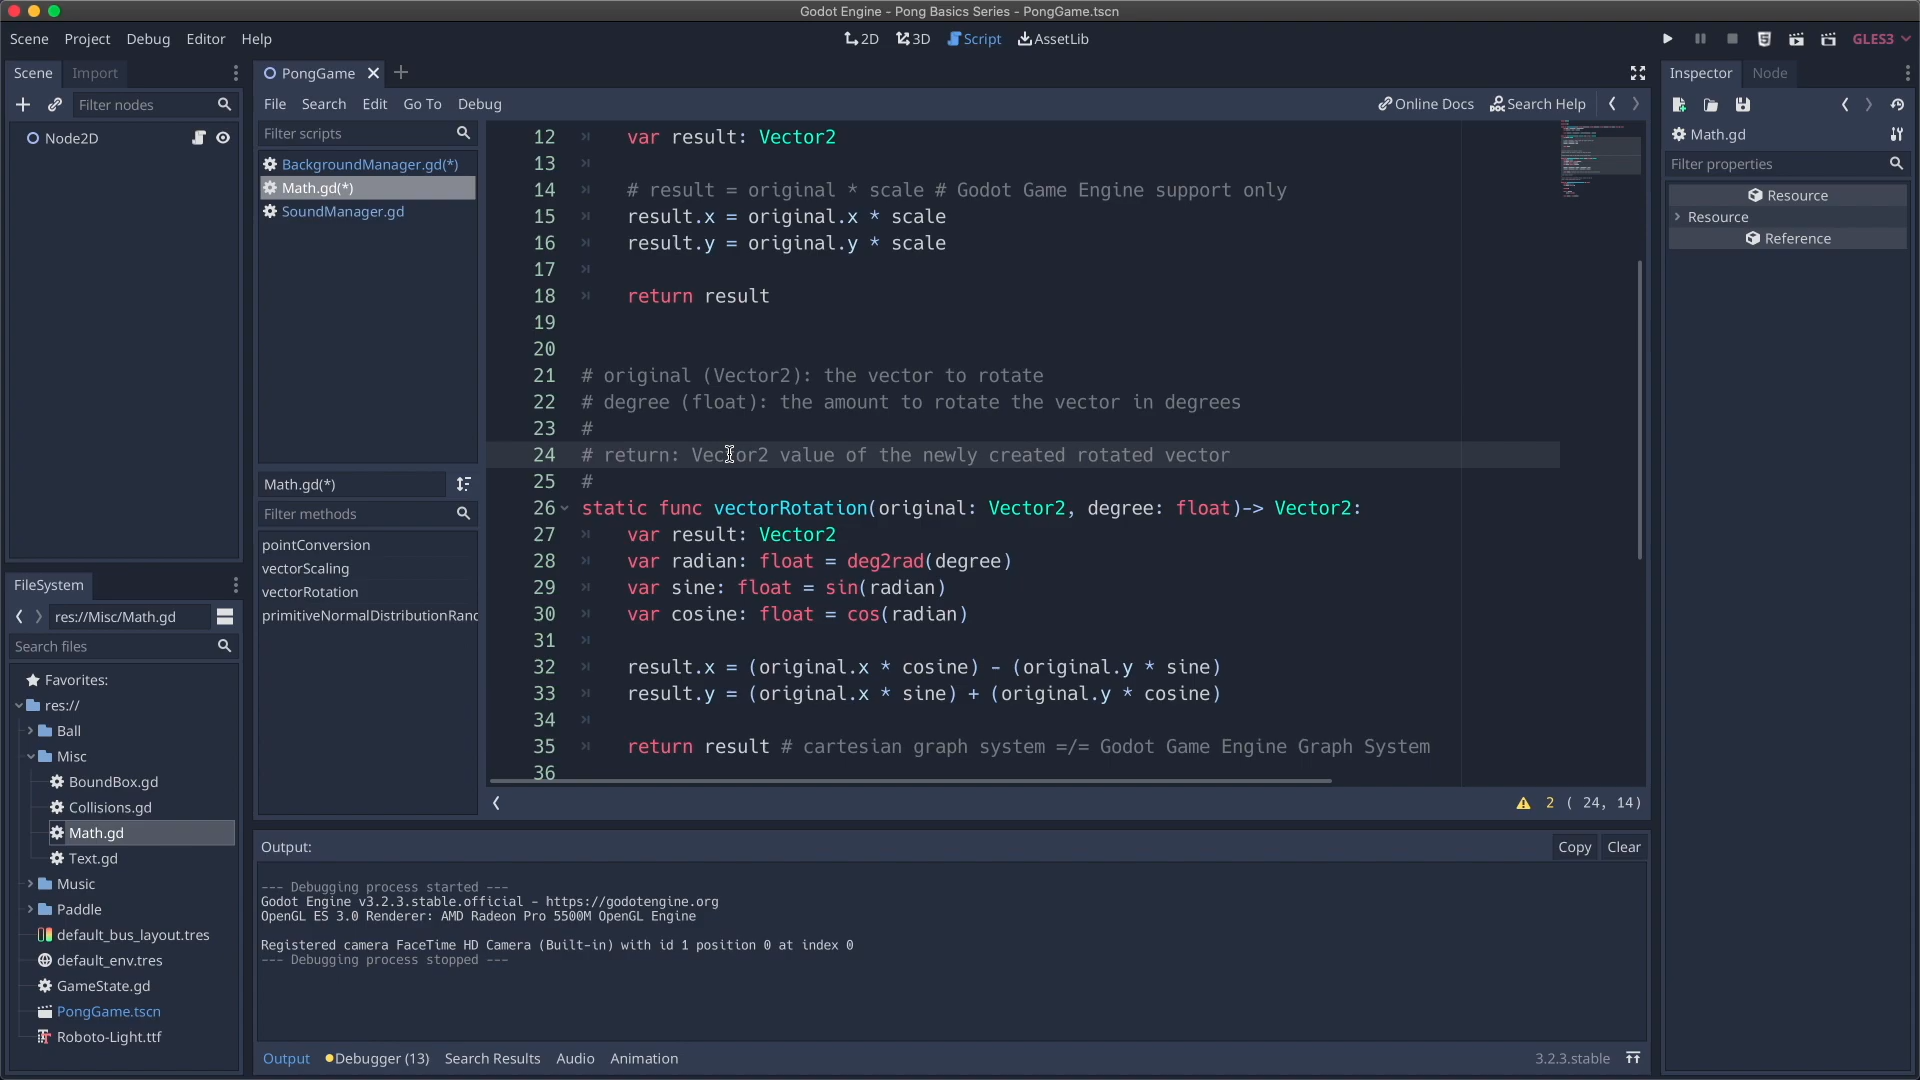 Godot Engine - Pong Basics Series - PongGame.tscn
Scene Project Debug Editor Help
2D 3D Script AssetLib
GLES3
Scene Import
Filter nodes
Node2D
PongGame
File Search Edit Go To Debug
Online Docs Search Help
Filter scripts
BackgroundManager.gd(*)
Math.gd(*)
SoundManager.gd
Math.gd(*)
Filter methods
pointConversion
vectorScaling
vectorRotation
primitiveNormalDistributionRand
12 var result: Vector2
13
14 # result = original * scale # Godot Game Engine support only
15 result.x = original.x * scale
16 result.y = original.y * scale
17
18 return result
19
20
21 # original (Vector2): the vector to rotate
22 # degree (float): the amount to rotate the vector in degrees
23 #
24 # return: Vector2 value of the newly created rotated vector
25 #
26 static func vectorRotation(original: Vector2, degree: float)-> Vector2:
27 var result: Vector2
28 var radian: float = deg2rad(degree)
29 var sine: float = sin(radian)
30 var cosine: float = cos(radian)
31
32 result.x = (original.x * cosine) - (original.y * sine)
33 result.y = (original.x * sine) + (original.y * cosine)
34
35 return result # cartesian graph system =/= Godot Game Engine Graph System
36
2 ( 24, 14)
FileSystem
res://Misc/Math.gd
Search files
Favorites:
res://
Ball
Misc
BoundBox.gd
Collisions.gd
Math.gd
Text.gd
Music
Paddle
default_bus_layout.tres
default_env.tres
GameState.gd
PongGame.tscn
Roboto-Light.ttf
Output:
Copy Clear
--- Debugging process started ---
Godot Engine v3.2.3.stable.official - https://godotengine.org
OpenGL ES 3.0 Renderer: AMD Radeon Pro 5500M OpenGL Engine
Registered camera FaceTime HD Camera (Built-in) with id 1 position 0 at index 0
--- Debugging process stopped ---
Output Debugger (13) Search Results Audio Animation
3.2.3.stable
Inspector Node
Math.gd
Filter properties
Resource
Resource
Reference